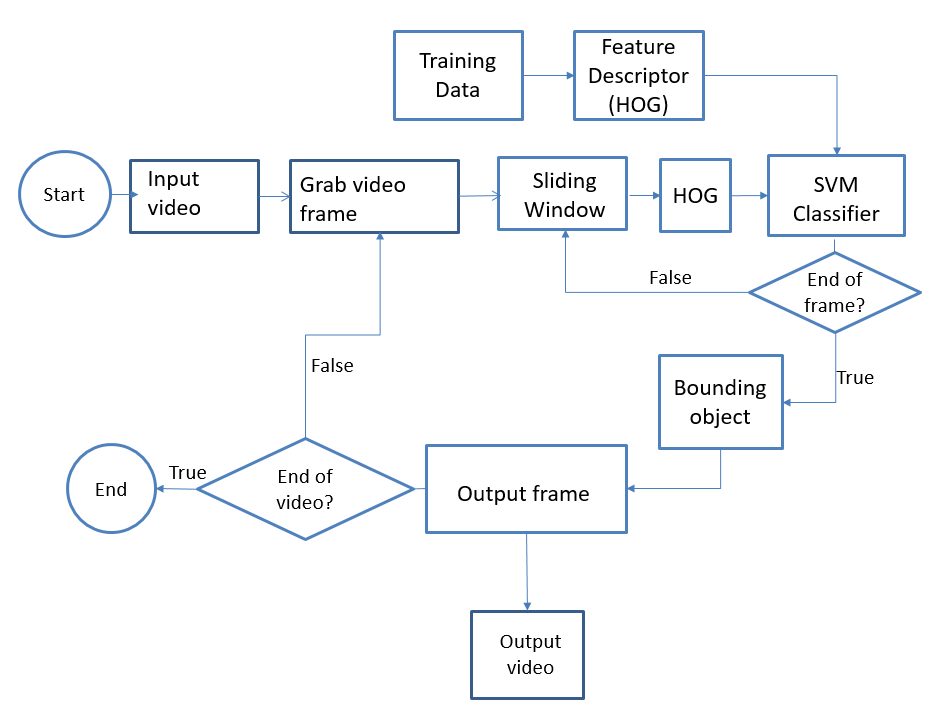 Training
Data
Feature
Descriptor
(HOG)
Start
Input
video
Grab video
frame
Sliding
Window
HOG
SVM
Classifier
False
End of
frame?
True
False
Bounding
object
End
True
End of
video?
Output frame
Output
video